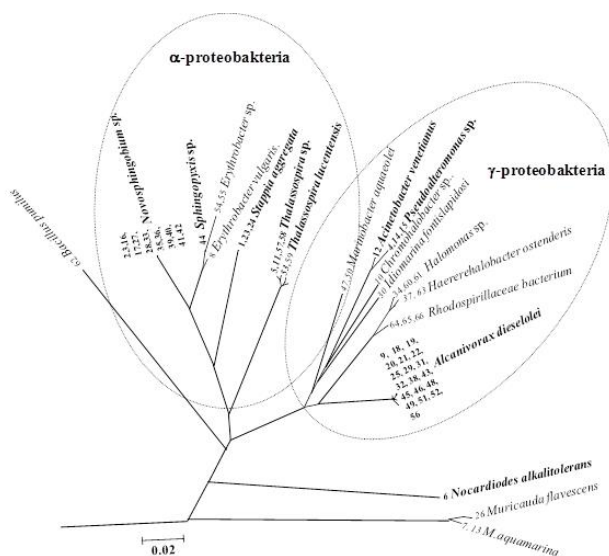 α-proteobakteria
γ-proteobakteria
62 Bacillus pumilus
2,3,16,
17,27,
28,33,
35,36,
39,40,
41,42
Novosphingobium sp.
44 Sphingopyxis sp.
54,55 Erythrobacter sp.
8 Erythrobacter vulgaris.
1,23,24 Stappia aggregata
5,11,57,58 Thalassospira sp.
53,59 Thalassospira lucentensis
47,50 Marinobacter aquaeolei
12 Acinetobacter venetianus
4,14,15 Pseudoalteromonas sp.
10 Chromohalobacter sp..
30 Idiomarina fontislapidosi
34,60,61 Halomonas sp.
37, 63 Haererehalobacter ostenderis
64,65,66 Rhodospirillaceae bacterium
9, 18, 19,
20, 21, 22,
25, 29, 31,
32, 38, 43,
45, 46, 48,
49, 51, 52,
56
Alcanivorax dieselolei
6 Nocardiodes alkalitolerans
26 Muricauda flavescens
7, 13 M.aquamarina
0.02